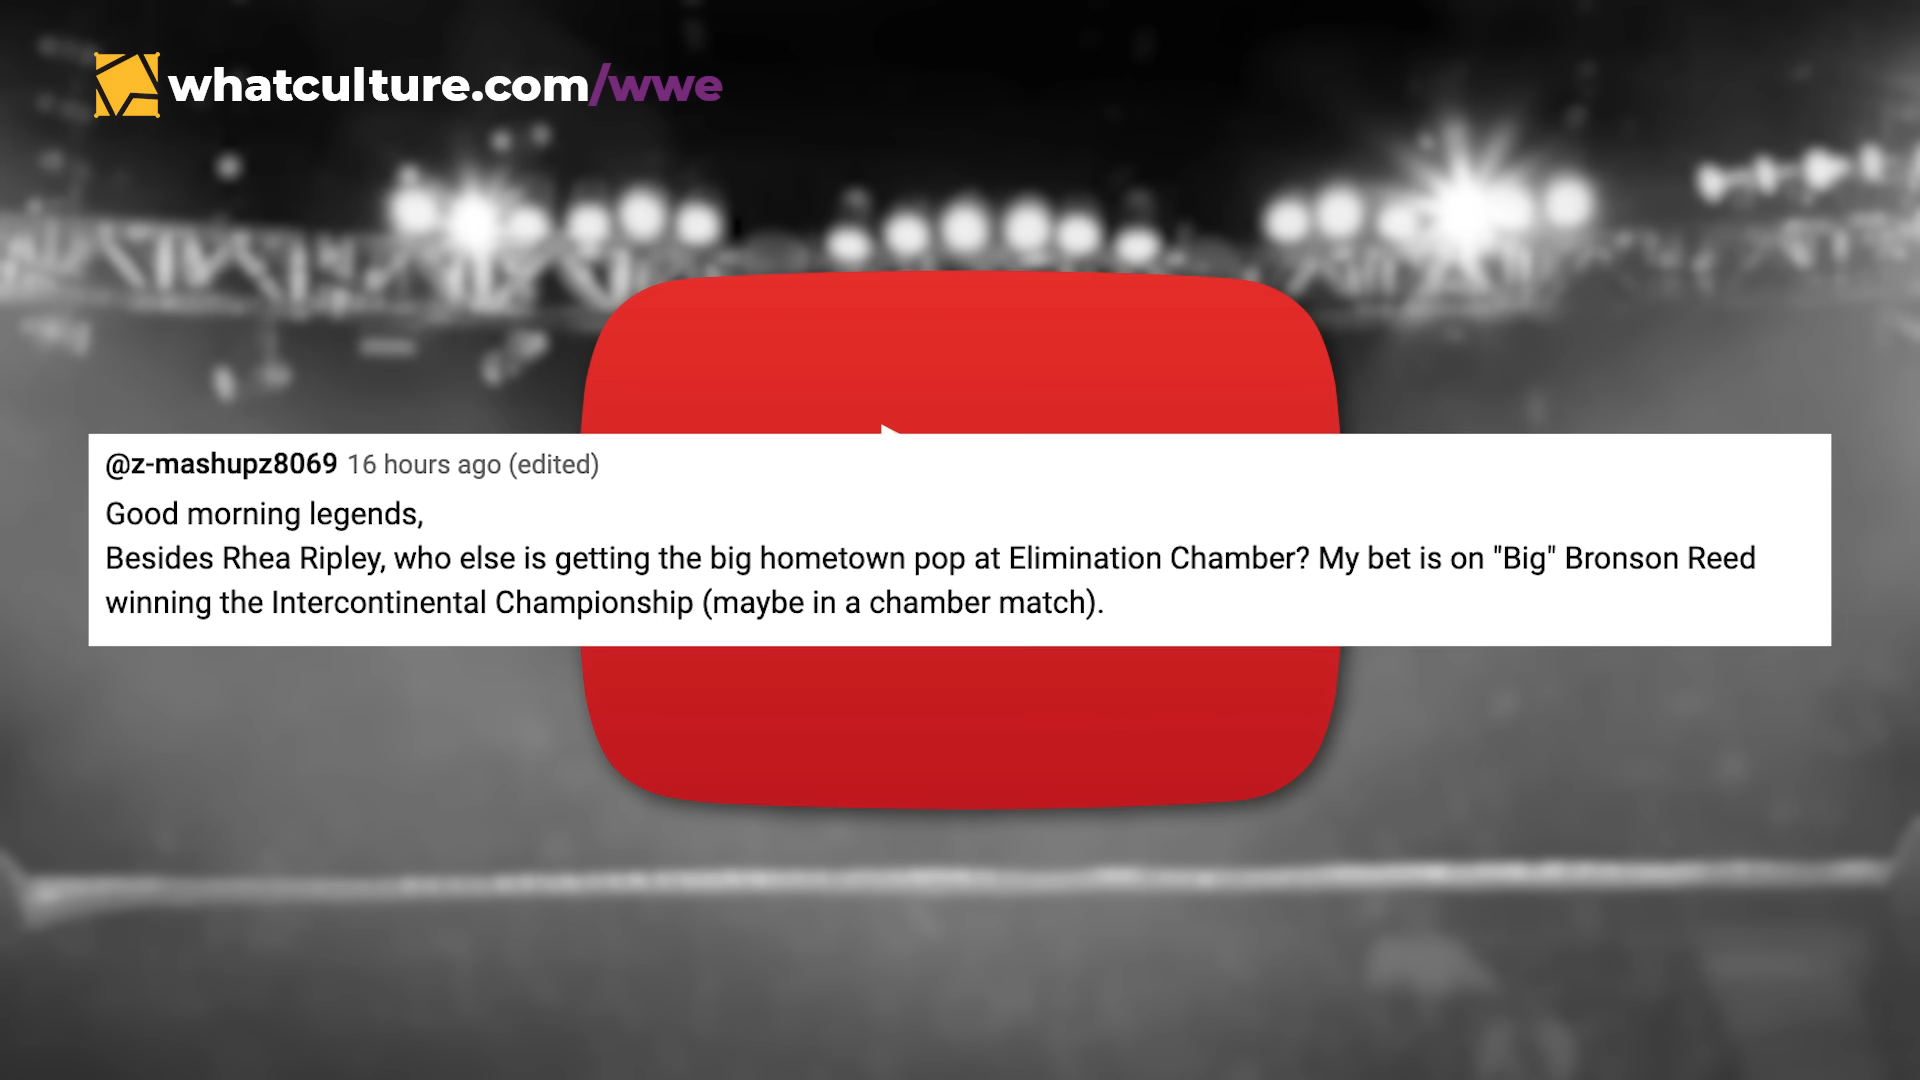 whatculture.com/wwe
@z-mashupz8069 16 hours ago (edited)
Good morning legends,
Besides Rhea Ripley, who else is getting the big hometown pop at Elimination Chamber? My bet is on "Big" Bronson Reed
winning the Intercontinental Championship (maybe in a chamber match).